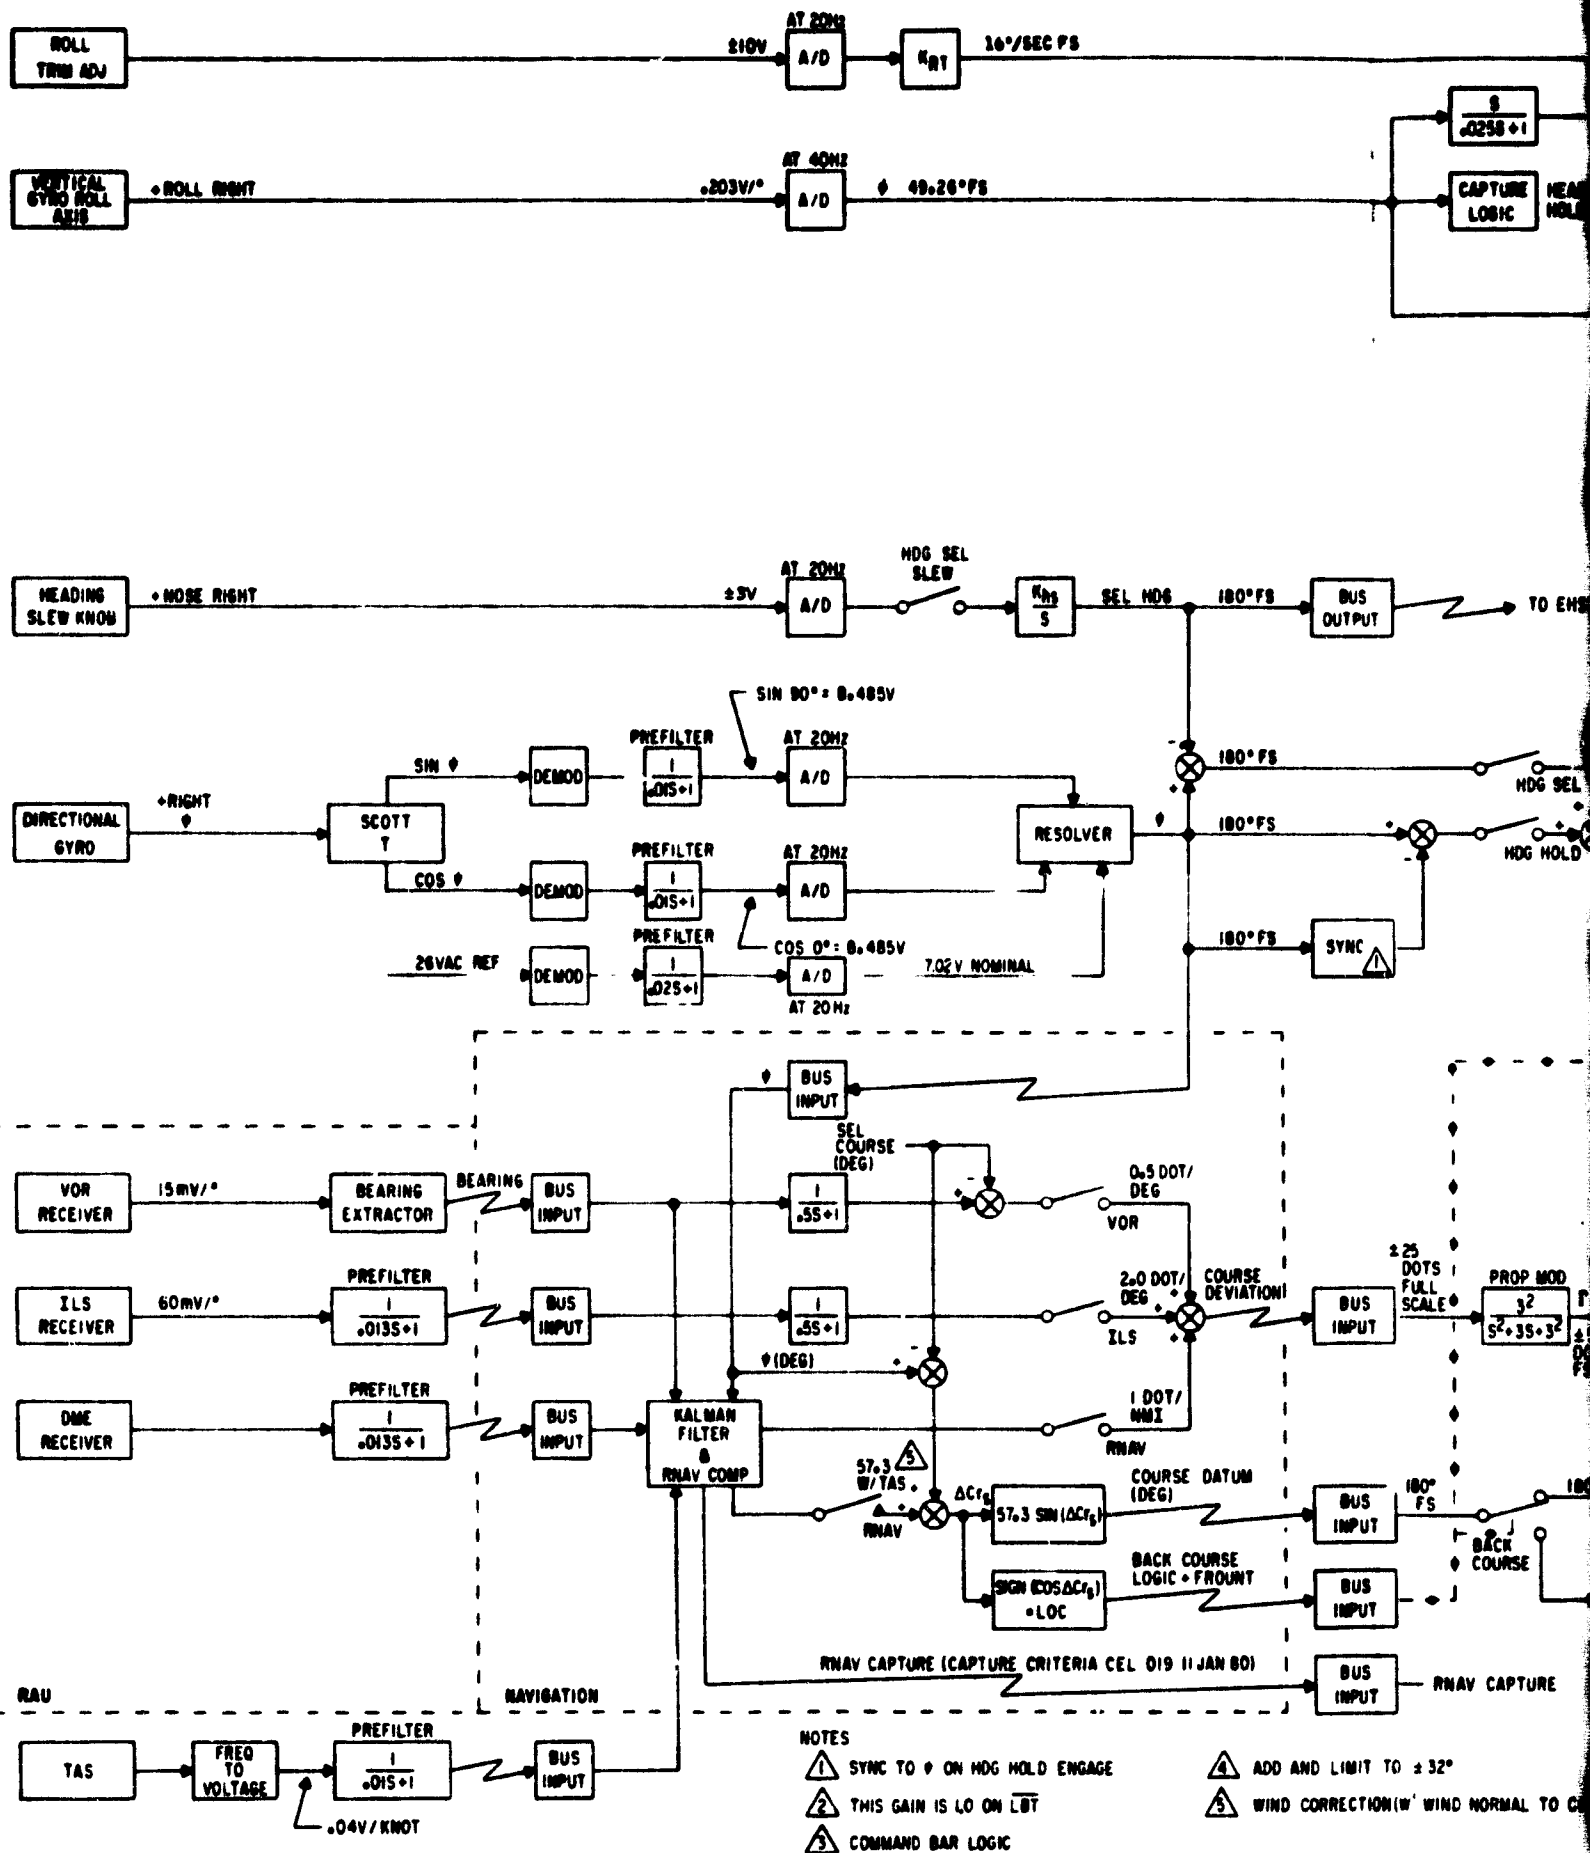 ROLL
TRIM ADJ
±10V
AT 20Hz
A/D
K_RT
16°/SEC FS
S
.025S+1
VERTICAL
GYRO ROLL
AXIS
+ROLL RIGHT
.203V/°
AT 40Hz
A/D
ϕ 49.26°FS
CAPTURE
LOGIC
HEADING
SLEW KNOW
+NOSE RIGHT
±3V
AT 20Hz
A/D
HDG SEL
SLEW
K_hs
S
SEL HDG
180°FS
BUS
OUTPUT
SIN 90° = 8.485V
PREFILTER
AT 20Hz
SIN ψ
DEMOD
1
.01S+1
A/D
180°FS
HDG SEL
DIRECTIONAL
GYRO
+RIGHT
ψ
SCOTT
T
RESOLVER
ψ
180°FS
+
-
HDG HOLD
PREFILTER
AT 20Hz
COS ψ
DEMOD
1
.01S+1
A/D
COS 0° = 8.485V
PREFILTER
26VAC REF
DEMOD
1
.02S+1
A/D
AT 20 Hz
7.02V NOMINAL
180°FS
SYNC
1
ψ
BUS
INPUT
SEL
COURSE
(DEG)
VOR
RECEIVER
15mV/°
BEARING
EXTRACTOR
BEARING
BUS
INPUT
1
.5S+1
0.5 DOT/
DEG
VOR
ILS
RECEIVER
60mV/°
PREFILTER
1
.013S+1
BUS
INPUT
1
.5S+1
2.0 DOT/
DEG
ILS
COURSE
DEVIATION
BUS
INPUT
±25
DOTS
FULL
SCALE
PROP MOD
3²
S²+3S+3²
ψ (DEG)
DME
RECEIVER
PREFILTER
1
.013S+1
BUS
INPUT
KALMAN
FILTER
&
RNAV COMP
1 DOT/
NMI
RNAV
57.3
W/TAS
5
RNAV
ΔCr_s
57.3 SIN (ΔCr_s)
COURSE DATUM
(DEG)
BUS
INPUT
180°
FS
BACK
COURSE
SIGN (COSΔCr_s)
•LOC
BACK COURSE
LOGIC + FROUNT
BUS
INPUT
RNAV CAPTURE (CAPTURE CRITERIA CEL 019 11 JAN 80)
BUS
INPUT
RNAV CAPTURE
RAU
NAVIGATION
TAS
FREQ
TO
VOLTAGE
.04V/KNOT
PREFILTER
1
.01S+1
BUS
INPUT
NOTES
1 SYNC TO ψ ON HDG HOLD ENGAGE
2 THIS GAIN IS LO ON L̅B̅T̅
3 COMMAND BAR LOGIC
4 ADD AND LIMIT TO ±32°
5 WIND CORRECTION(W' WIND NORMAL TO